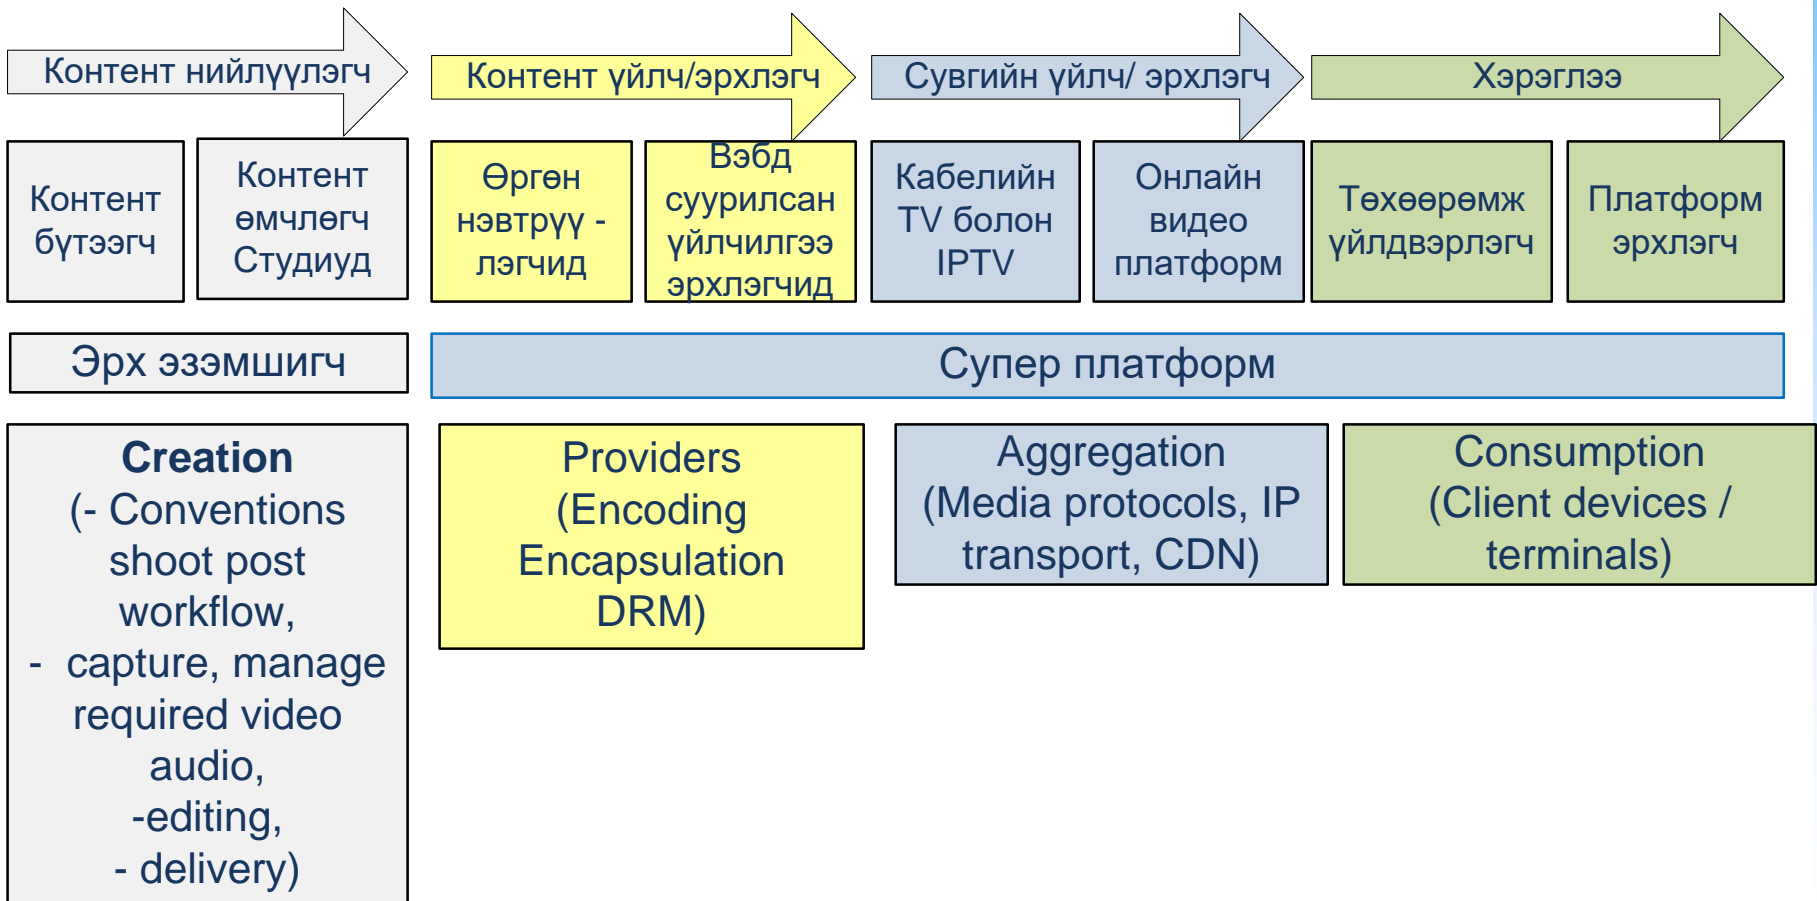 Контент нийлүүлэгч
Контент үйлч/эрхлэгч
Сувгийн үйлч/ эрхлэгч
Хэрэглээ
Контент
бүтээгч
Контент
өмчлөгч
Студиуд
Өргөн
нэвтрүү -
лэгчид
Вэбд
суурилсан
үйлчилгээ
эрхлэгчид
Кабелийн
TV болон
IPTV
Онлайн
видео
платформ
Төхөөрөмж
үйлдвэрлэгч
Платформ
эрхлэгч
Эрх эзэмшигч
Супер платформ
Creation
(- Conventions
shoot post
workflow,
- capture, manage
required video
audio,
-editing,
- delivery)
Providers
(Encoding
Encapsulation
DRM)
Aggregation
(Media protocols, IP
transport, CDN)
Consumption
(Client devices /
terminals)